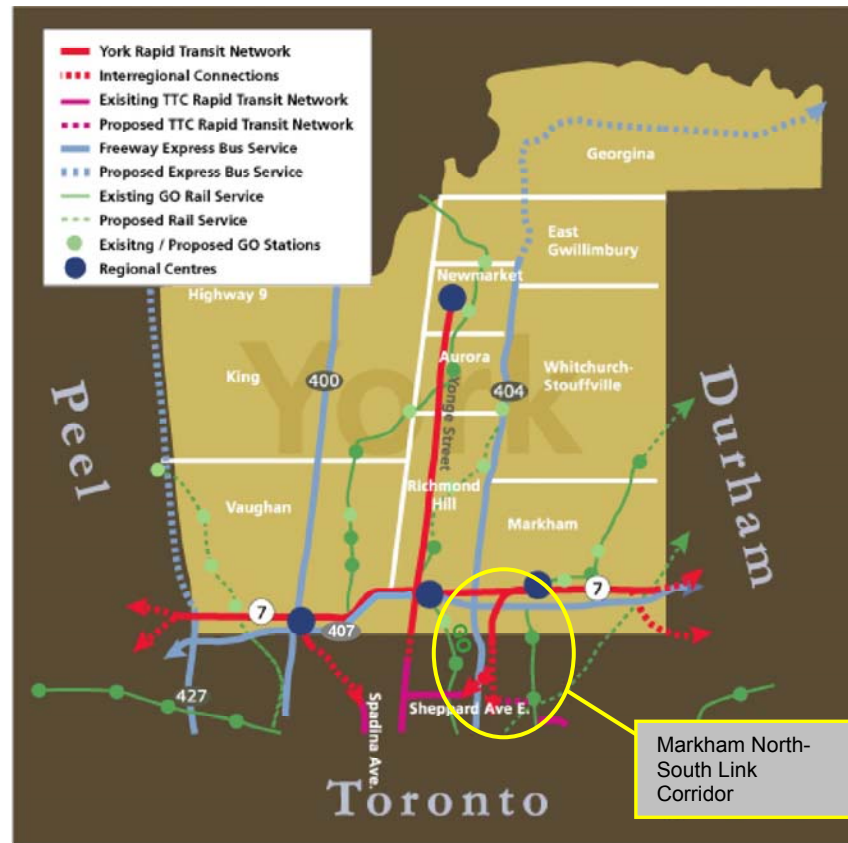 York Rapid Transit Network
Interregional Connections
Exisiting TTC Rapid Transit Network
Proposed TTC Rapid Transit Network
Freeway Express Bus Service
Proposed Express Bus Service
Existing GO Rail Service
Proposed Rail Service
Exisitng / Proposed GO Stations
Regional Centres
Georgina
East
Gwillimbury
Newmarket
Highway 9
Aurora
King
400
404
Whitchurch-
Stouffville
York
Yonge Street
Peel
Durham
Richmond
Hill
Vaughan
Markham
7
7
407
GO
427
Spadina Ave.
Sheppard Ave E.
Markham North-
South Link
Corridor
Toronto